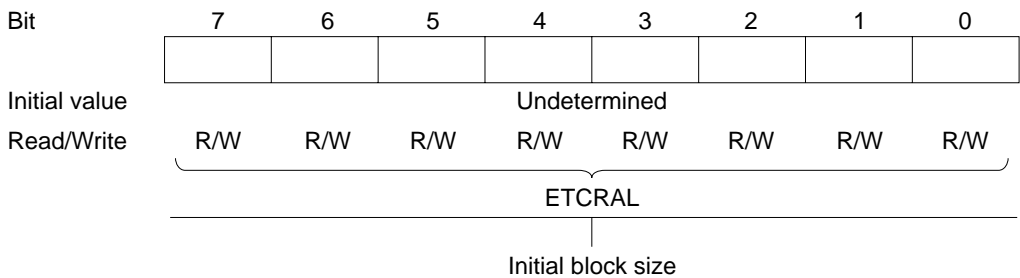 Bit 7 6 5 4 3 2 1 0
Initial value Undetermined
Read/Write R/W R/W R/W R/W R/W R/W R/W R/W
ETCRAL
Initial block size